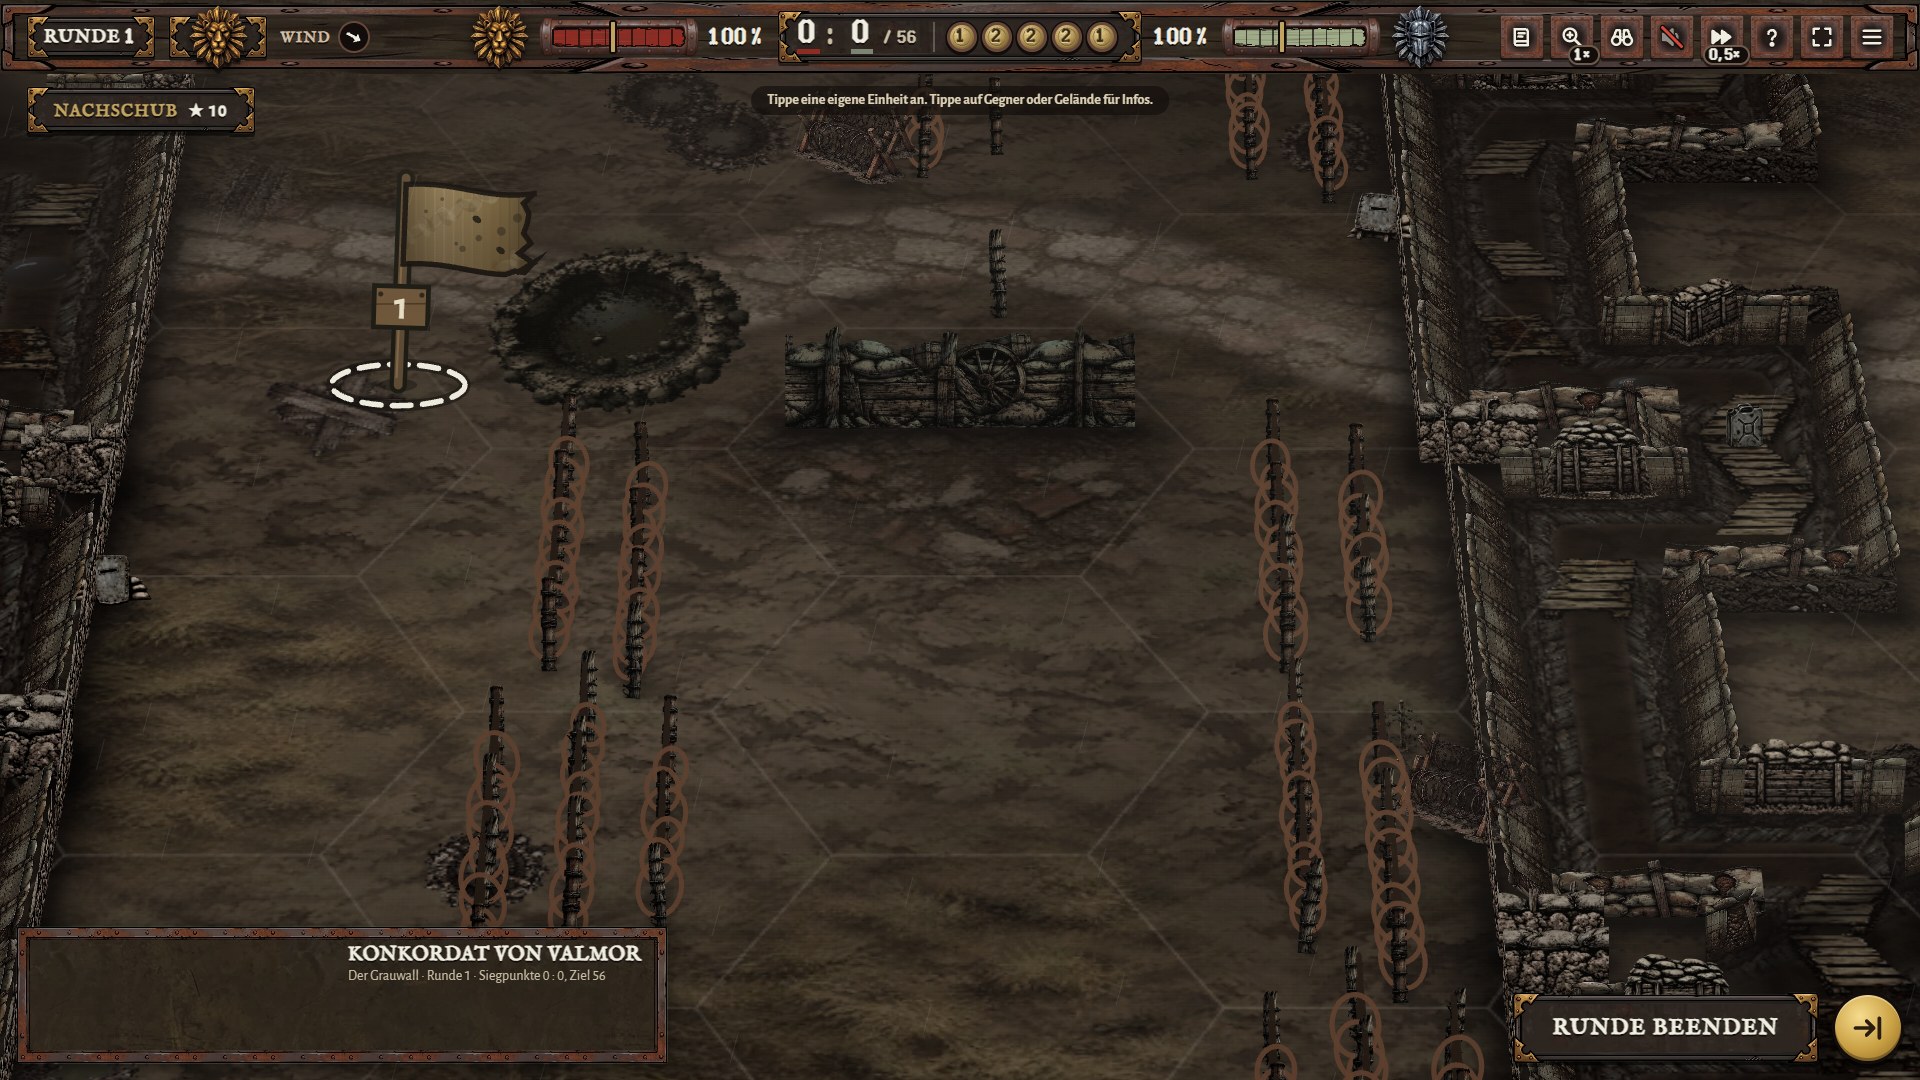 RUNDE 1
WIND
100 %
0 : 0 / 56
1 2 2 2 1
100 %
1×
0,5×
?
NACHSCHUB ★ 10
Tippe eine eigene Einheit an. Tippe auf Gegner oder Gelände für Infos.
1
KONKORDAT VON VALMOR
Der Grauwall · Runde 1 · Siegpunkte 0 : 0, Ziel 56
RUNDE BEENDEN